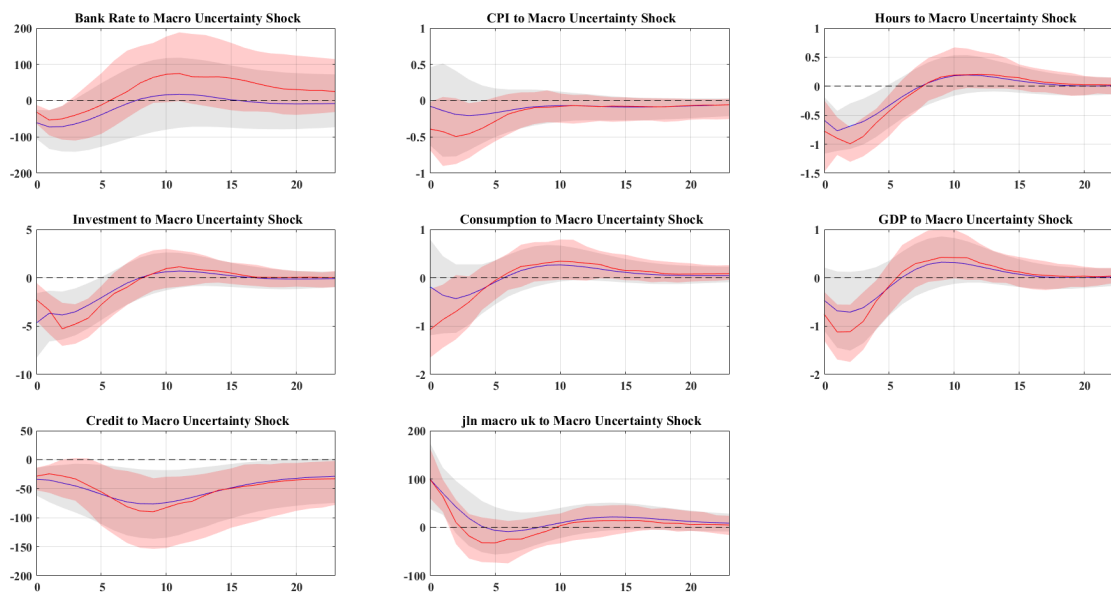 Bank Rate to Macro Uncertainty Shock
200
100
0
-100
-200
0 5 10 15 20
CPI to Macro Uncertainty Shock
1
0.5
0
-0.5
-1
0 5 10 15 20
Hours to Macro Uncertainty Shock
1
0.5
0
-0.5
-1
-1.5
0 5 10 15 20
Investment to Macro Uncertainty Shock
5
0
-5
-10
0 5 10 15 20
Consumption to Macro Uncertainty Shock
1
0
-1
-2
0 5 10 15 20
GDP to Macro Uncertainty Shock
1
0
-1
-2
0 5 10 15 20
Credit to Macro Uncertainty Shock
50
0
-50
-100
-150
-200
0 5 10 15 20
jln macro uk to Macro Uncertainty Shock
200
100
0
-100
0 5 10 15 20